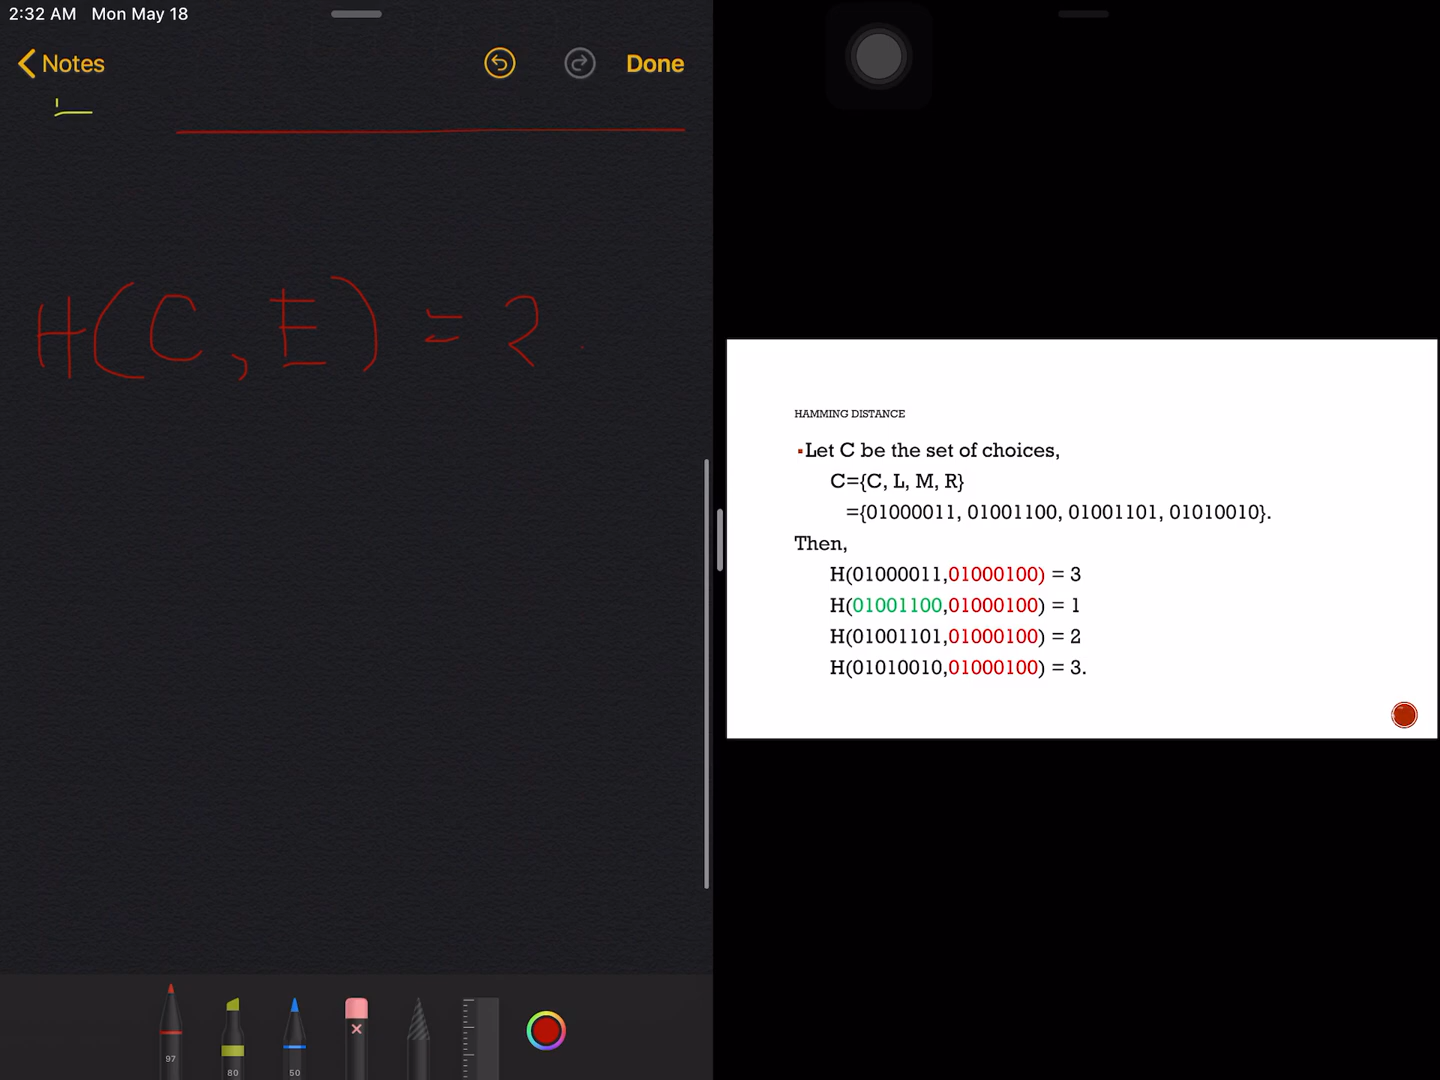 2:32 AM Mon May 18
Notes
Done
H(C, E) = 2
97
80
50
HAMMING DISTANCE
▪Let C be the set of choices,
C={C, L, M, R}
={01000011, 01001100, 01001101, 01010010}.
Then,
H(01000011,01000100) = 3
H(01001100,01000100) = 1
H(01001101,01000100) = 2
H(01010010,01000100) = 3.